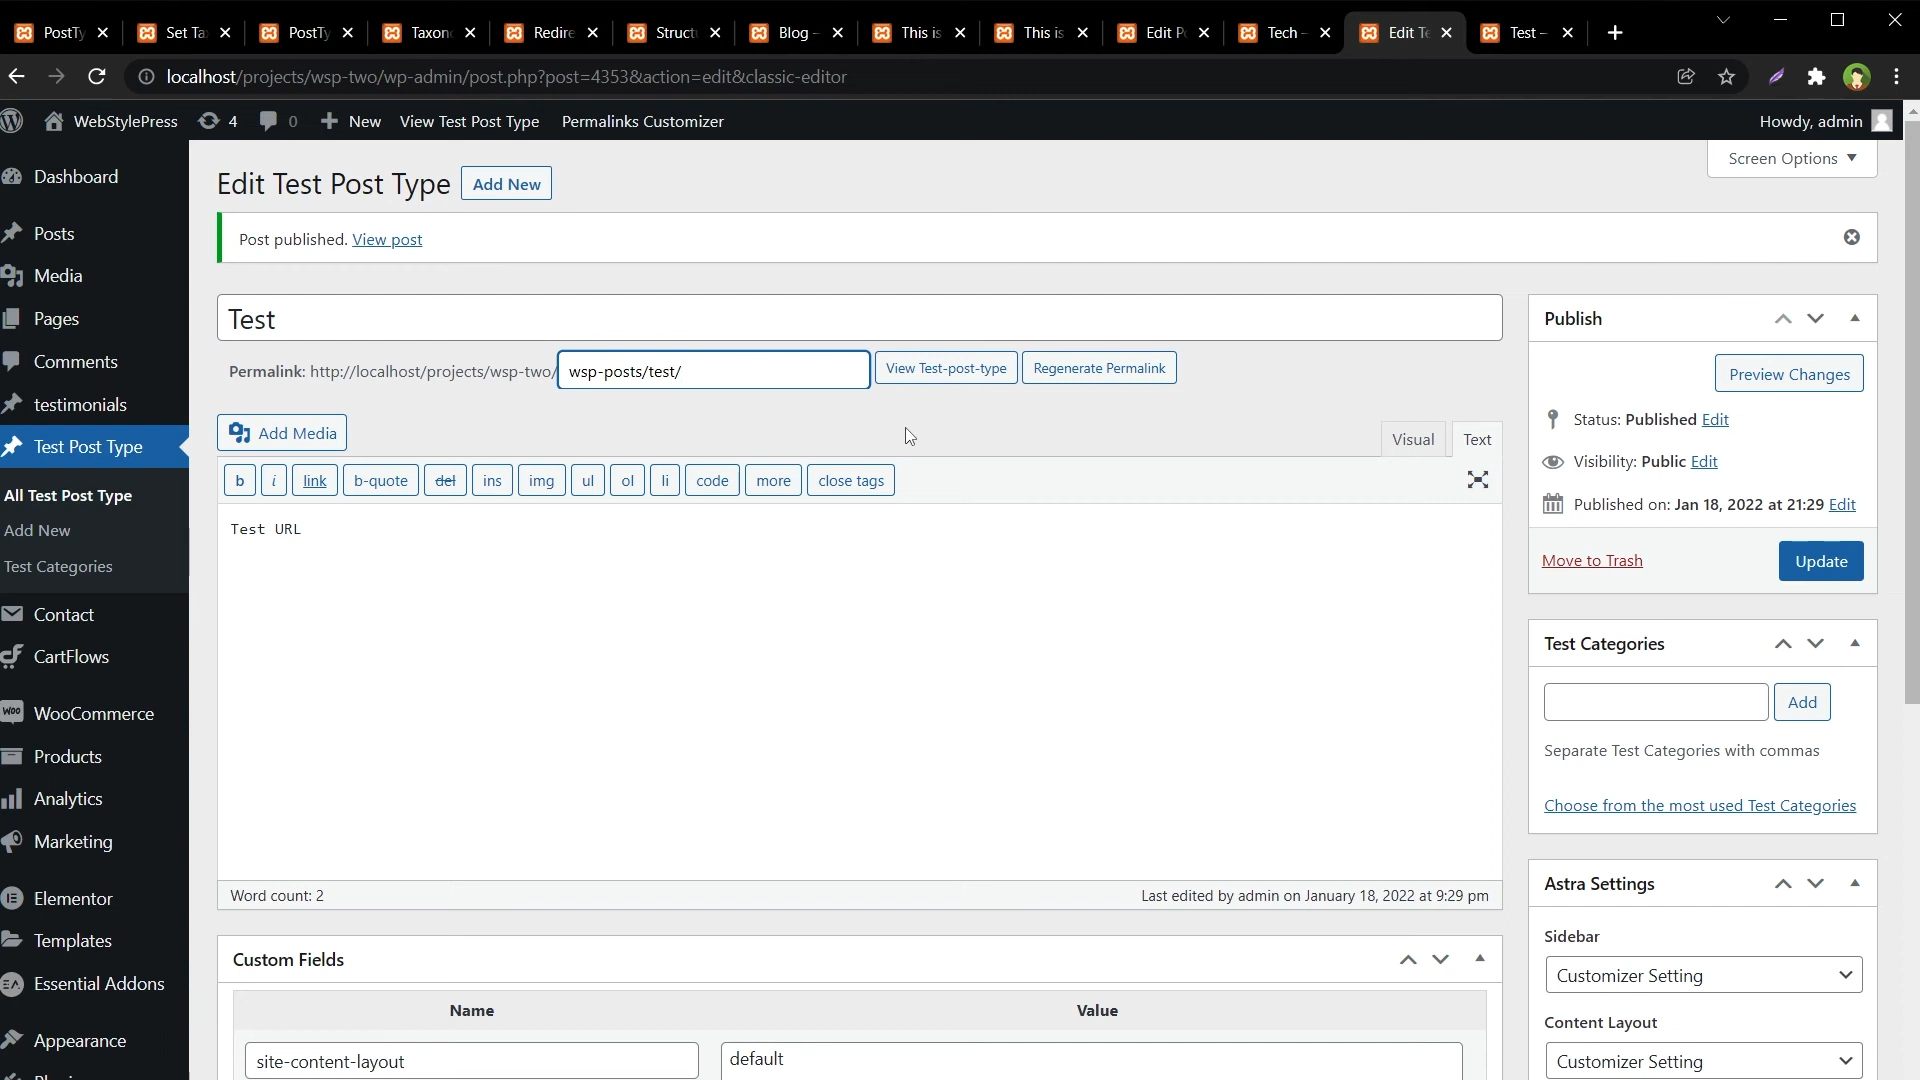 PostTy
Set Ta
PostTy
Taxon
Redire
Struct
Blog –
This is
This is
Edit P
Tech –
Edit Te
Test –
localhost/projects/wsp-two/wp-admin/post.php?post=4353&action=edit&classic-editor
WebStylePress
4
0
New
View Test Post Type
Permalinks Customizer
Howdy, admin
Dashboard
Posts
Media
Pages
Comments
testimonials
Test Post Type
All Test Post Type
Add New
Test Categories
Contact
CartFlows
WooCommerce
Products
Analytics
Marketing
Elementor
Templates
Essential Addons
Appearance
Screen Options
Edit Test Post Type
Add New
Post published. View post
Test
Permalink: http://localhost/projects/wsp-two/
wsp-posts/test/
View Test-post-type
Regenerate Permalink
Add Media
Visual
Text
b
i
link
b-quote
del
ins
img
ul
ol
li
code
more
close tags
Test URL
Word count: 2
Last edited by admin on January 18, 2022 at 9:29 pm
Custom Fields
Name
Value
site-content-layout
default
Publish
Preview Changes
Status: Published Edit
Visibility: Public Edit
Published on: Jan 18, 2022 at 21:29 Edit
Move to Trash
Update
Test Categories
Add
Separate Test Categories with commas
Choose from the most used Test Categories
Astra Settings
Sidebar
Customizer Setting
Content Layout
Customizer Setting